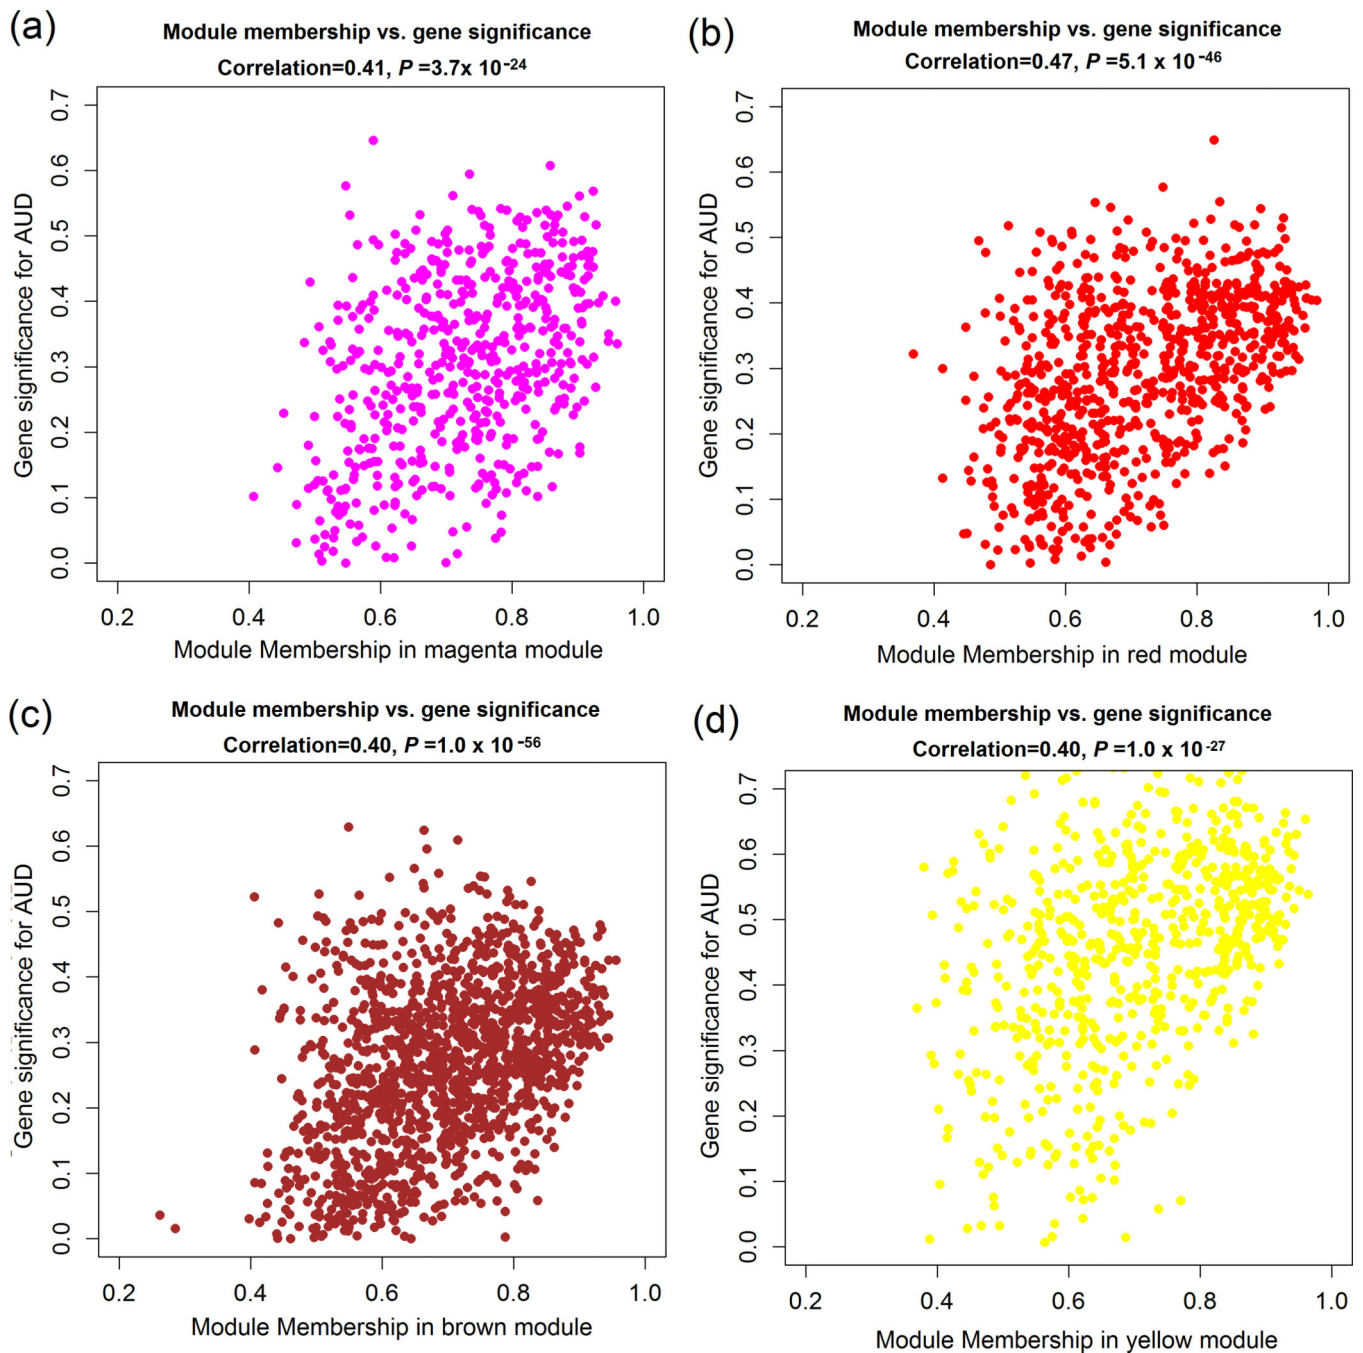 (a)
Module membership vs. gene significance
Correlation=0.41, P =3.7x 10⁻²⁴
Gene significance for AUD
0.7
0.6
0.5
0.4
0.3
0.2
0.1
0.0
0.2 0.4 0.6 0.8 1.0
Module Membership in magenta module
(b)
Module membership vs. gene significance
Correlation=0.47, P =5.1 x 10⁻⁴⁶
Gene significance for AUD
0.7
0.6
0.5
0.4
0.3
0.2
0.1
0.0
0.2 0.4 0.6 0.8 1.0
Module Membership in red module
(c)
Module membership vs. gene significance
Correlation=0.40, P =1.0 x 10⁻⁵⁶
Gene significance for AUD
0.7
0.6
0.5
0.4
0.3
0.2
0.1
0.0
0.2 0.4 0.6 0.8 1.0
Module Membership in brown module
(d)
Module membership vs. gene significance
Correlation=0.40, P =1.0 x 10⁻²⁷
Gene significance for AUD
0.7
0.6
0.5
0.4
0.3
0.2
0.1
0.0
0.2 0.4 0.6 0.8 1.0
Module Membership in yellow module